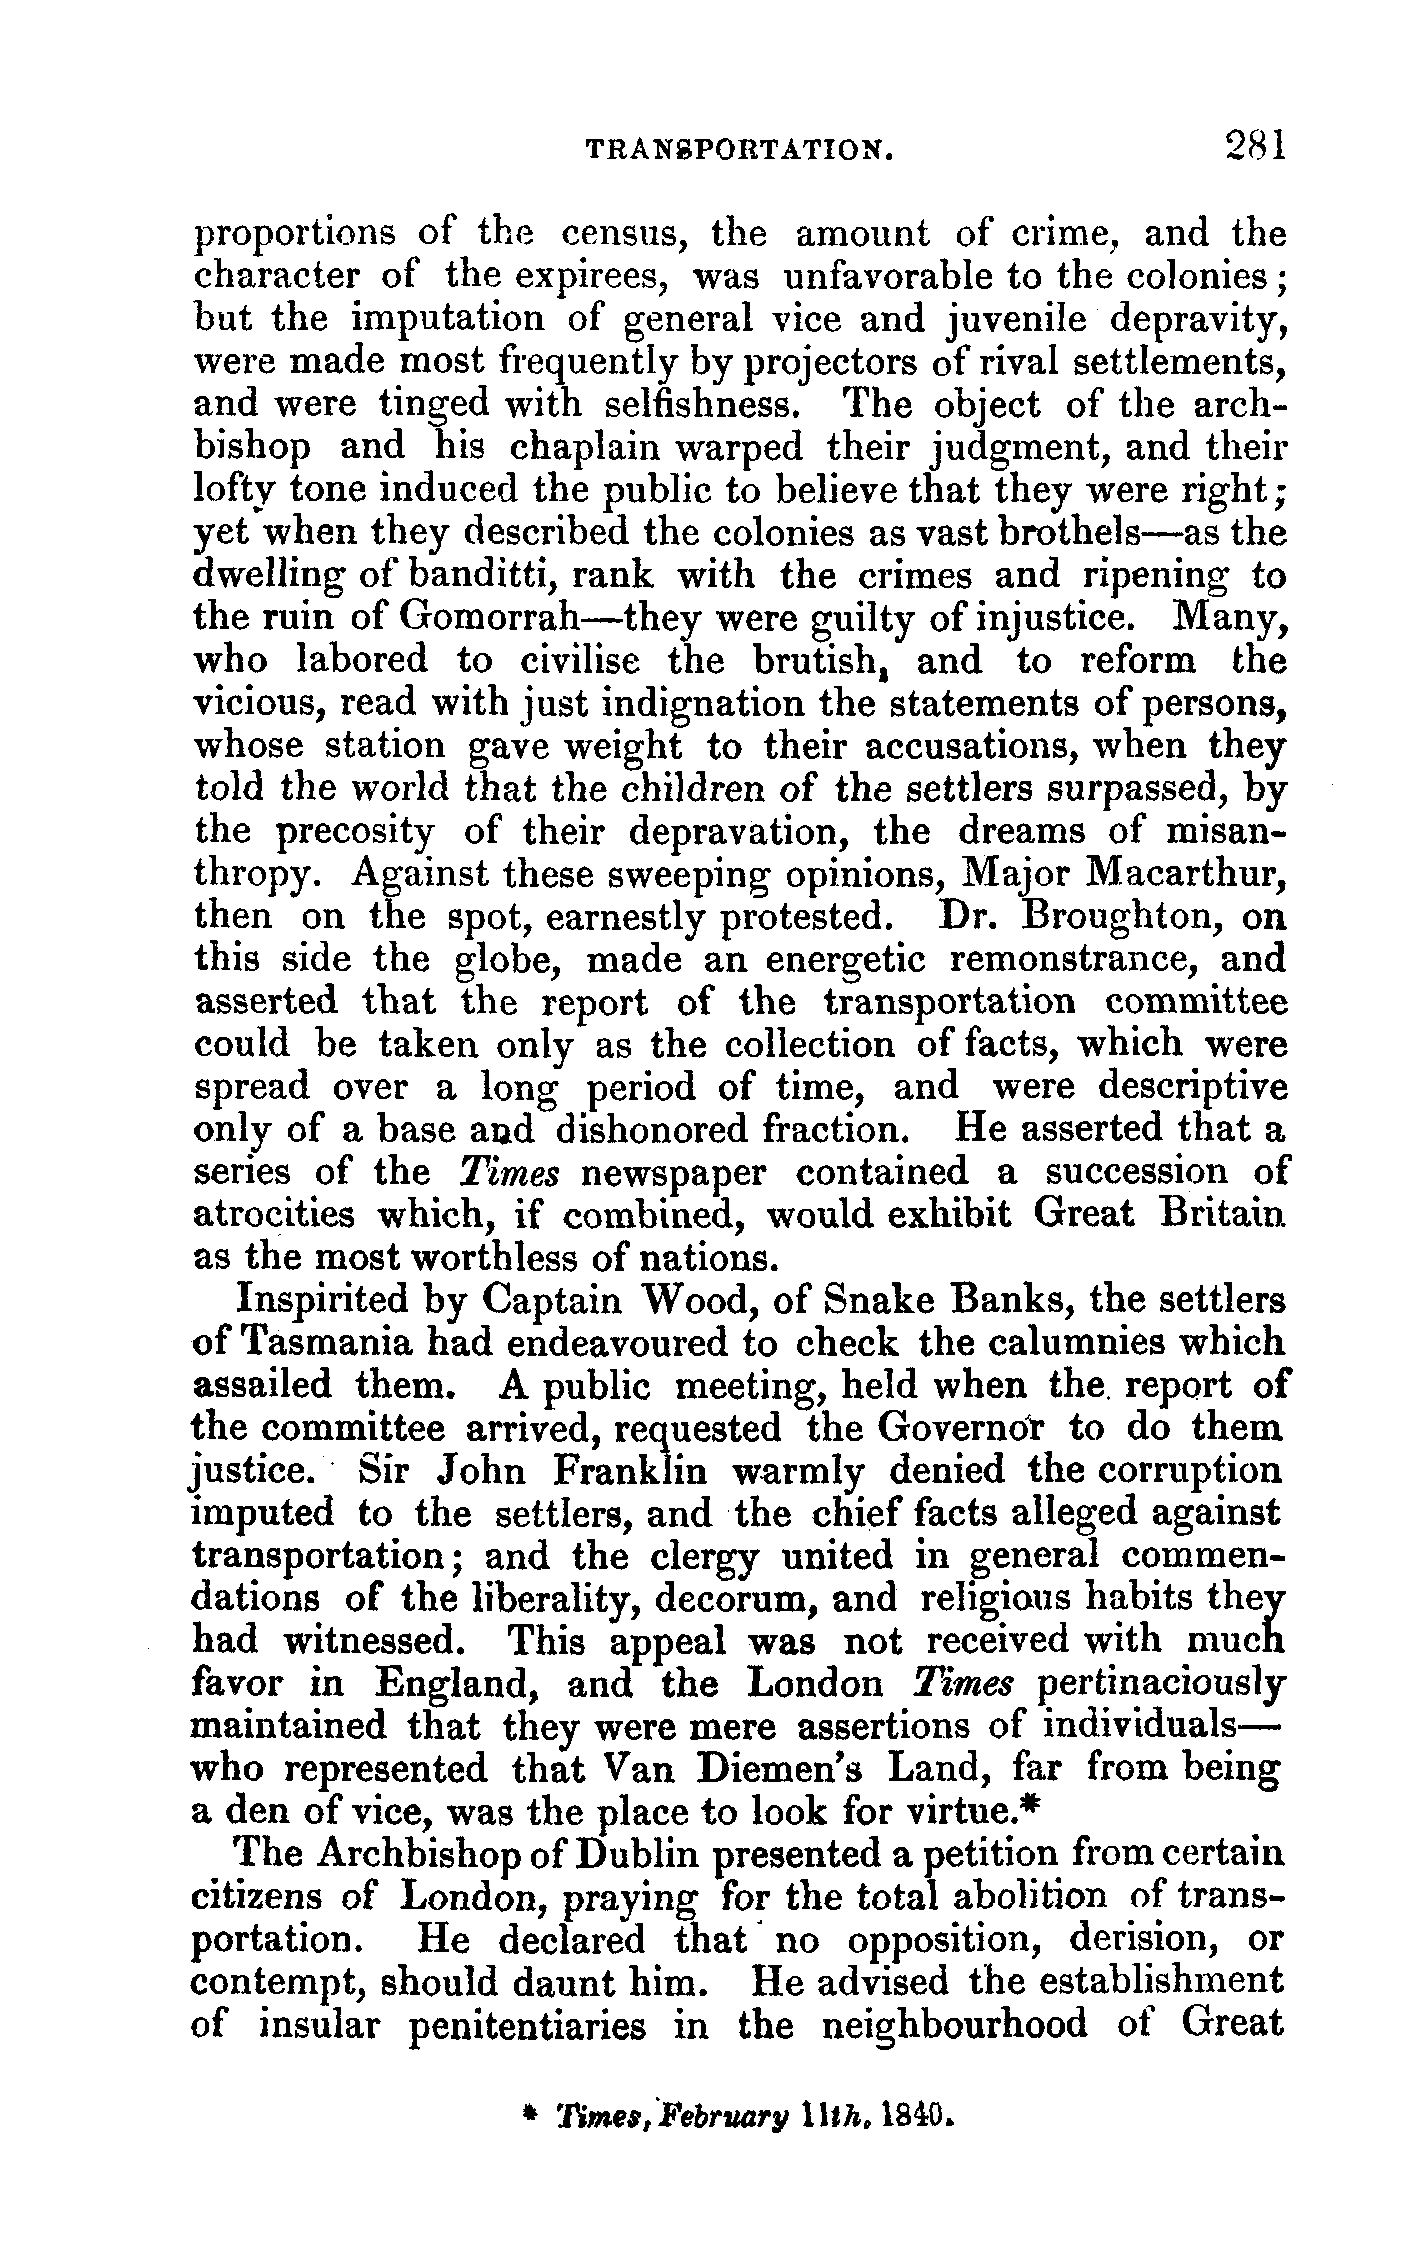 TRANSPORTATION. 281
proportions of the census, the amount of crime, and the
character of the expirees, was unfavorable to the colonies;
but the imputation of general vice and juvenile depravity,
were made most frequently by projectors of rival settlements,
and were tinged with selfishness. The object of the arch-
bishop and his chaplain warped their judgment, and their
lofty tone induced the public to believe that they were right;
yet when they described the colonies as vast brothels—as the
dwelling of banditti, rank with the crimes and ripening to
the ruin of Gomorrah—they were guilty of injustice. Many,
who labored to civilise the brutish, and to reform the
vicious, read with just indignation the statements of persons,
whose station gave weight to their accusations, when they
told the world that the children of the settlers surpassed, by
the precosity of their depravation, the dreams of misan-
thropy. Against these sweeping opinions, Major Macarthur,
then on the spot, earnestly protested. Dr. Broughton, on
this side the globe, made an energetic remonstrance, and
asserted that the report of the transportation committee
could be taken only as the collection of facts, which were
spread over a long period of time, and were descriptive
only of a base and dishonored fraction. He asserted that a
series of the Times newspaper contained a succession of
atrocities which, if combined, would exhibit Great Britain
as the most worthless of nations.
Inspirited by Captain Wood, of Snake Banks, the settlers
of Tasmania had endeavoured to check the calumnies which
assailed them. A public meeting, held when the report of
the committee arrived, requested the Governor to do them
justice. Sir John Franklin warmly denied the corruption
imputed to the settlers, and the chief facts alleged against
transportation; and the clergy united in general commen-
dations of the liberality, decorum, and religious habits they
had witnessed. This appeal was not received with much
favor in England, and the London Times pertinaciously
maintained that they were mere assertions of individuals—
who represented that Van Diemen's Land, far from being
a den of vice, was the place to look for virtue.*
The Archbishop of Dublin presented a petition from certain
citizens of London, praying for the total abolition of trans-
portation. He declared that no opposition, derision, or
contempt, should daunt him. He advised the establishment
of insular penitentiaries in the neighbourhood of Great
* Times, February 11th, 1840.